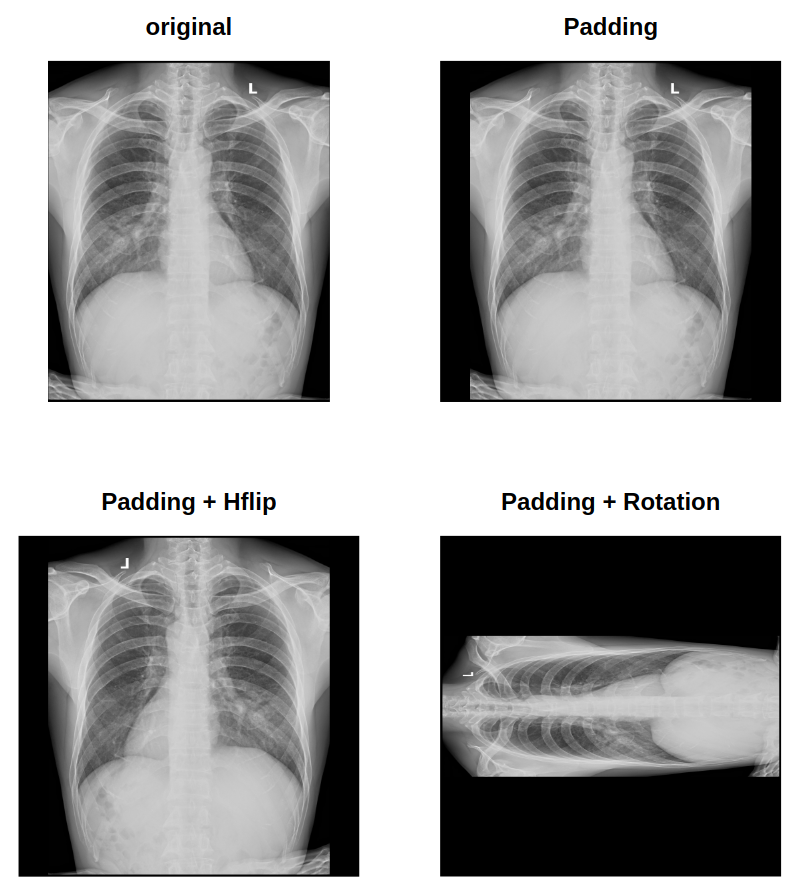 original
Padding
L
L
Padding + Hflip
Padding + Rotation
L
L